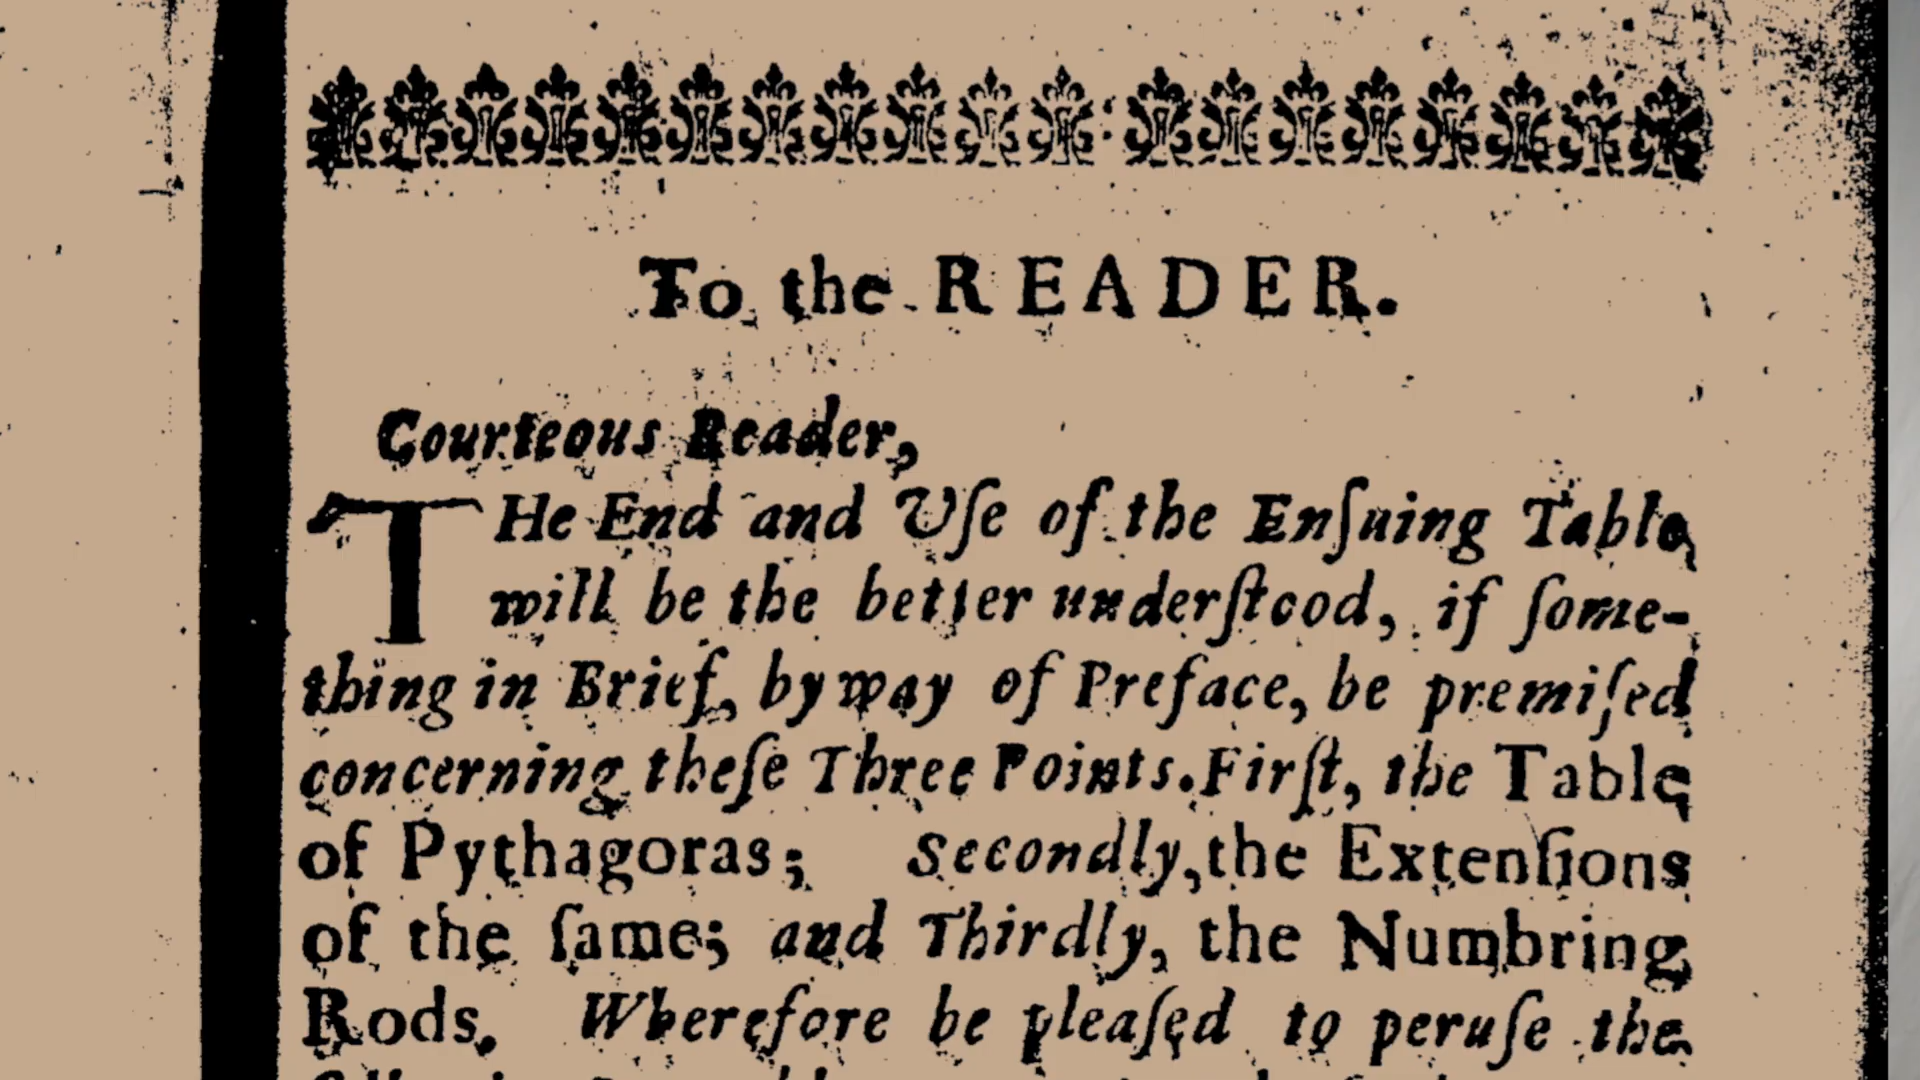 To the READER.
Courteous Reader,
THe End and Uſe of the Enſuing Table
will be the better underſtood, if ſome-
thing in Brief, by way of Preface, be premiſed
concerning theſe Three Points. Firſt, the Table
of Pythagoras; Secondly, the Extenſions
of the ſame; and Thirdly, the Numbring
Rods. Wherefore be pleaſed to peruſe the